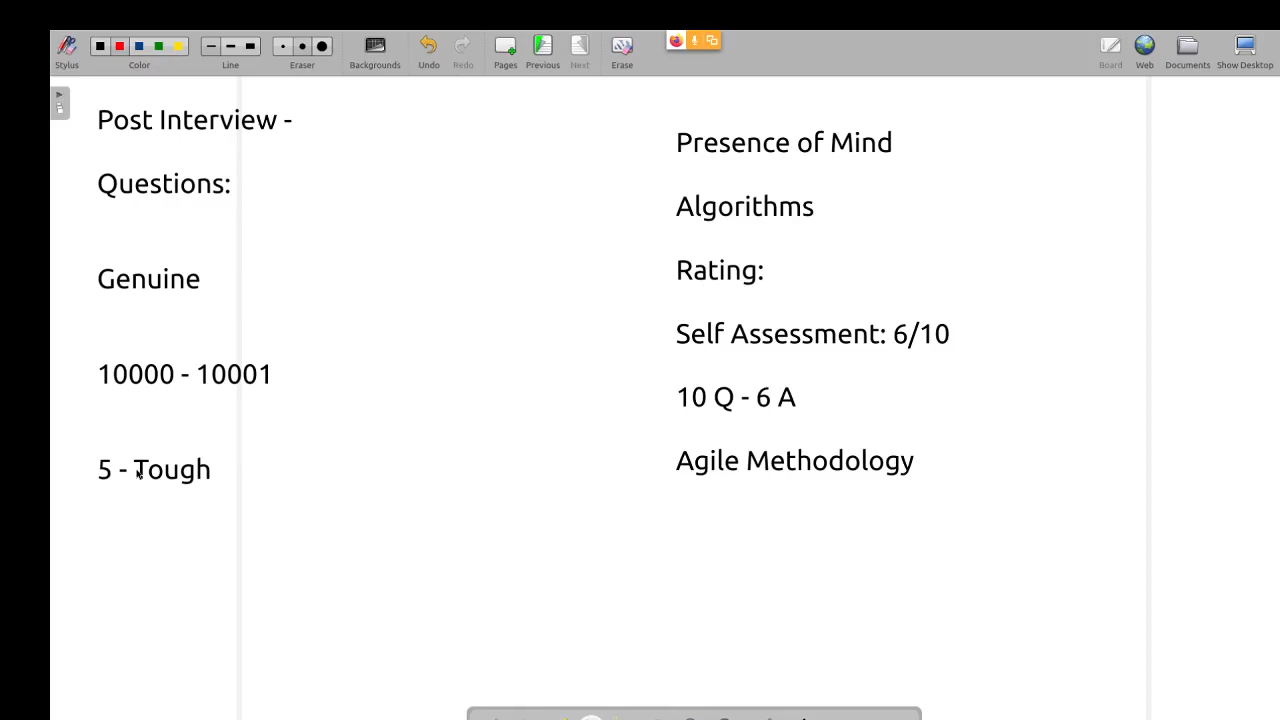 Stylus
Color
Line
Eraser
Backgrounds
Undo
Redo
Pages
Previous
Next
Erase
Board
Web
Documents
Show Desktop
Post Interview -
Questions:
Genuine
10000 - 10001
5 - Tough
Presence of Mind
Algorithms
Rating:
Self Assessment: 6/10
10 Q - 6 A
Agile Methodology